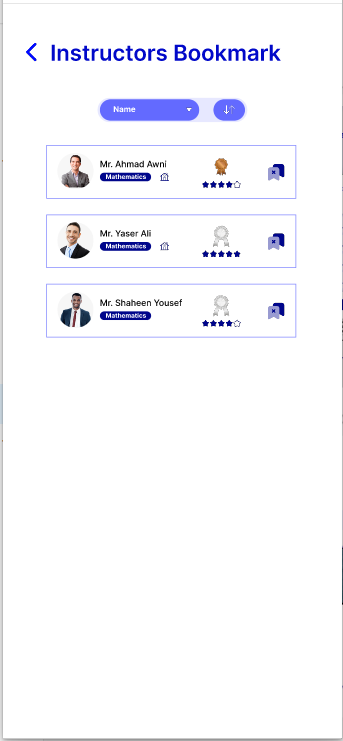 Instructors Bookmark
Name
Mr. Ahmad Awni
Mathematics
Mr. Yaser Ali
Mathematics
Mr. Shaheen Yousef
Mathematics